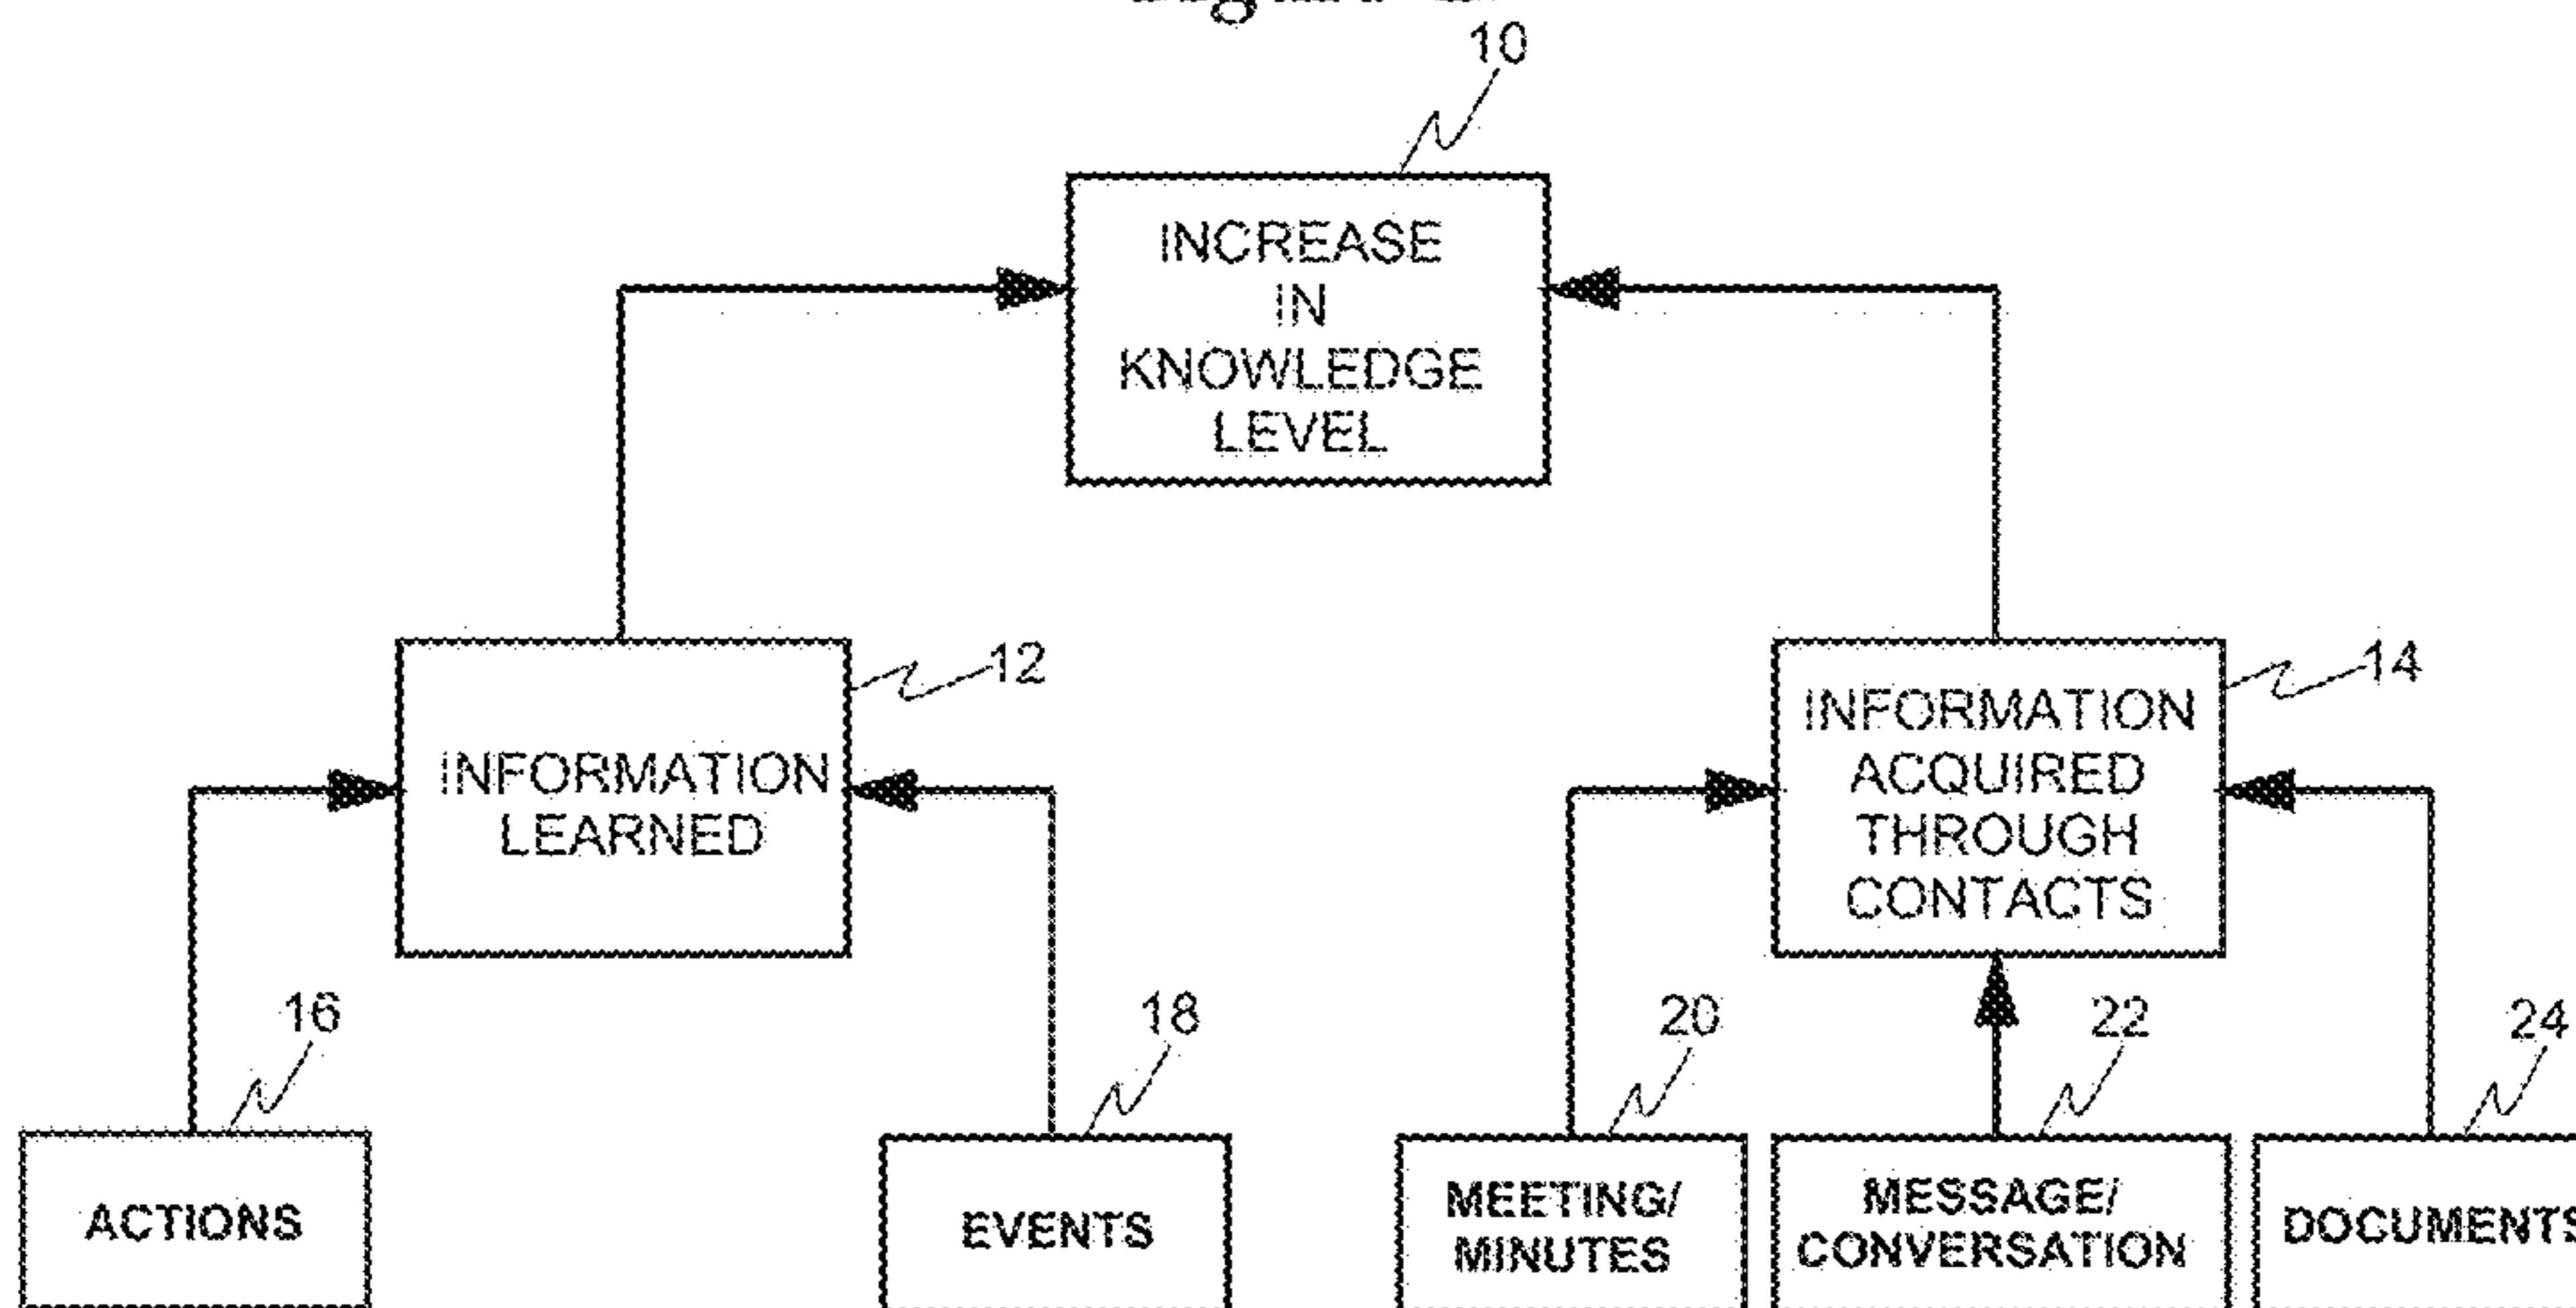 10
INCREASE
IN
KNOWLEDGE
LEVEL
12
INFORMATION
LEARNED
14
INFORMATION
ACQUIRED
THROUGH
CONTACTS
16
ACTIONS
18
EVENTS
20
MEETING/
MINUTES
22
MESSAGE/
CONVERSATION
24
DOCUMENTS